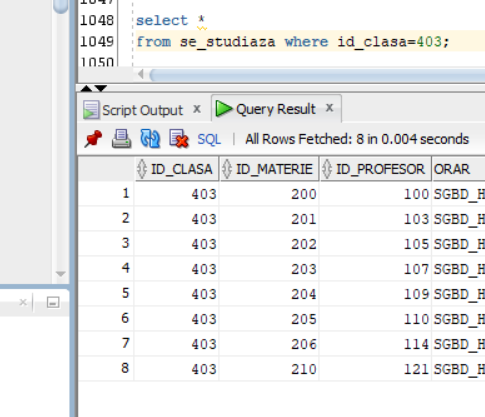 1048 select *
1049 from se_studiaza where id_clasa=403;
1050
Script Output x Query Result x
SQL | All Rows Fetched: 8 in 0.004 seconds
ID_CLASA ID_MATERIE ID_PROFESOR ORAR
1 403 200 100 SGBD_H
2 403 201 103 SGBD_H
3 403 202 105 SGBD_H
4 403 203 107 SGBD_H
5 403 204 109 SGBD_H
6 403 205 110 SGBD_H
7 403 206 114 SGBD_H
8 403 210 121 SGBD_H